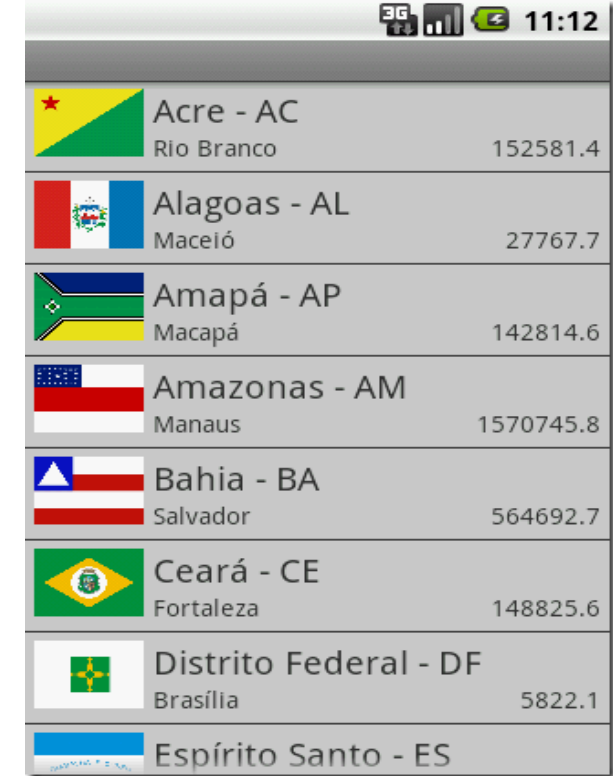 3G 11:12
Acre - AC
Rio Branco 152581.4
Alagoas - AL
Maceió 27767.7
Amapá - AP
Macapá 142814.6
Amazonas - AM
Manaus 1570745.8
Bahia - BA
Salvador 564692.7
Ceará - CE
Fortaleza 148825.6
Distrito Federal - DF
Brasília 5822.1
Espírito Santo - ES